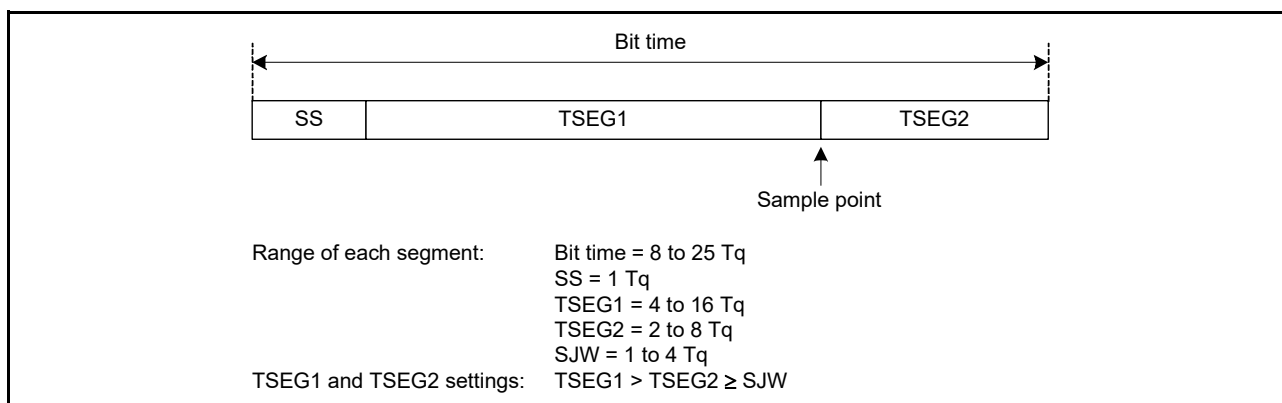 Bit time
SS TSEG1 TSEG2
Sample point
Range of each segment: Bit time = 8 to 25 Tq
SS = 1 Tq
TSEG1 = 4 to 16 Tq
TSEG2 = 2 to 8 Tq
SJW = 1 to 4 Tq
TSEG1 and TSEG2 settings: TSEG1 > TSEG2 ≥ SJW